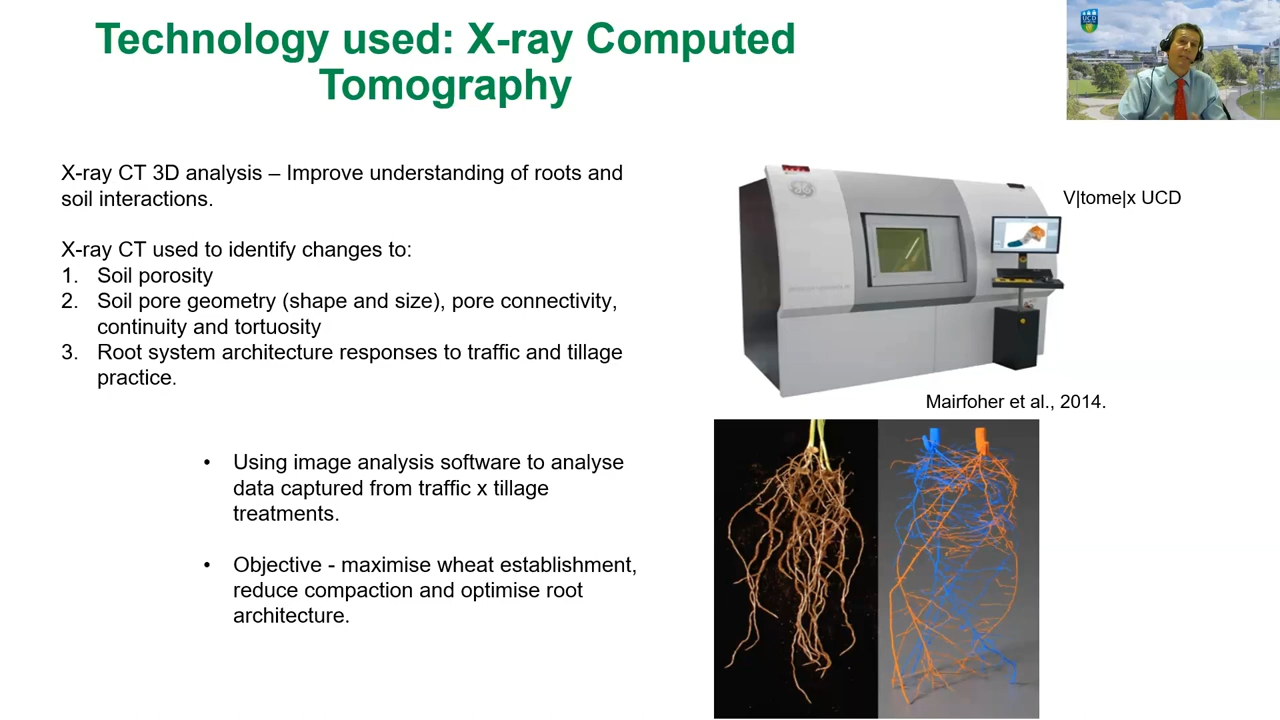 Technology used: X-ray Computed
Tomography
UCD
X-ray CT 3D analysis – Improve understanding of roots and
soil interactions.
V|tome|x UCD
X-ray CT used to identify changes to:
1. Soil porosity
2. Soil pore geometry (shape and size), pore connectivity,
continuity and tortuosity
3. Root system architecture responses to traffic and tillage
practice.
Mairfoher et al., 2014.
• Using image analysis software to analyse
data captured from traffic x tillage
treatments.
• Objective - maximise wheat establishment,
reduce compaction and optimise root
architecture.